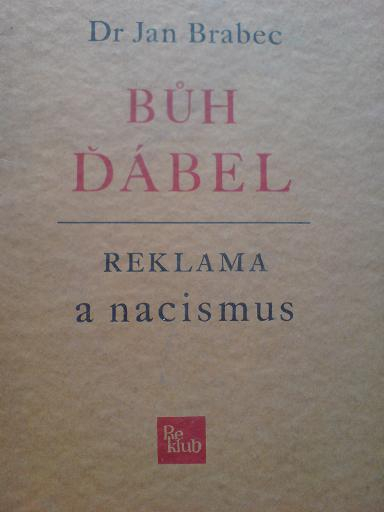 Dr Jan Brabec
BŮH
ĎÁBEL
REKLAMA
a nacismus
Re
klub